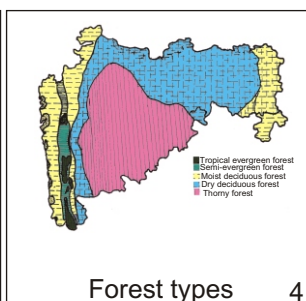 Tropical evergreen forest
Semi-evergreen forest
Moist deciduous forest
Dry deciduous forest
Thorny forest
Forest types 4